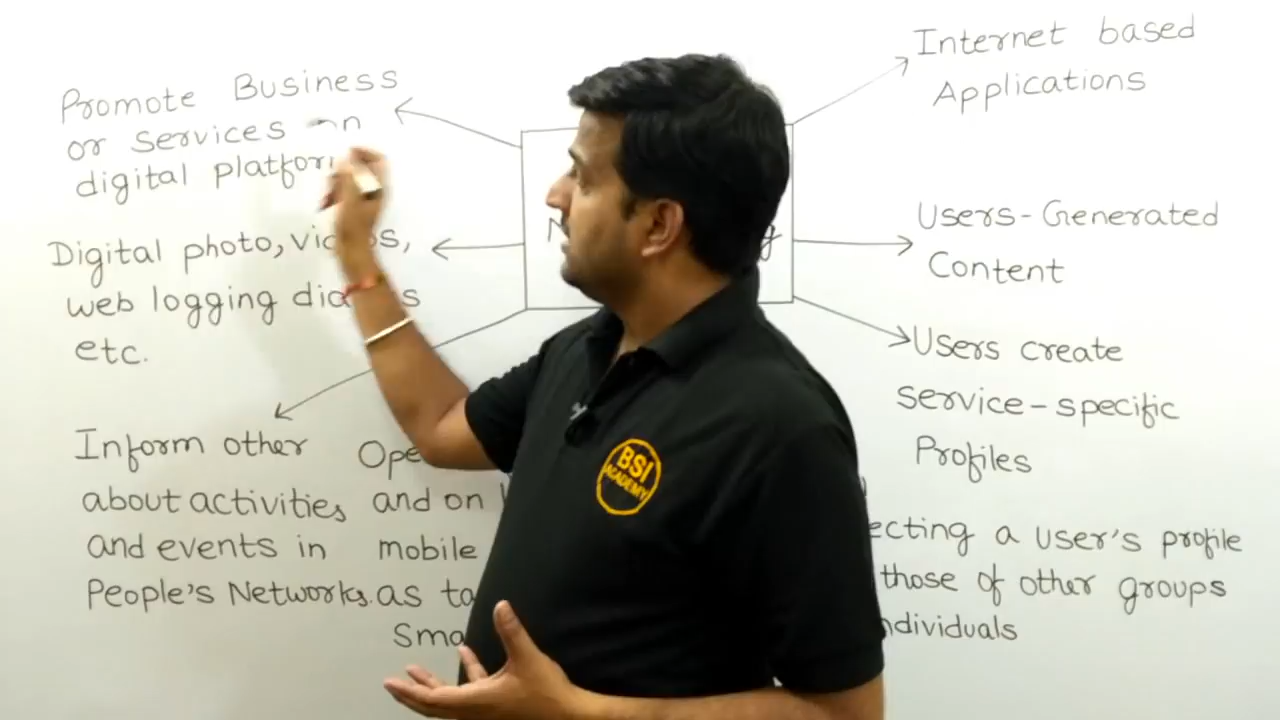 Promote Business
or Services on
digital platfor
Digital photo, Vi os,
web logging dia s
etc.
Inform other
about activities
and events in
People's Networks.
Ope
and on
mobile
as ta
Sma
Internet based
Applications
Users-Generated
Content
Users create
service-specific
Profiles
ecting a user's profile
those of other groups
ndividuals
BSI
ACADEMY